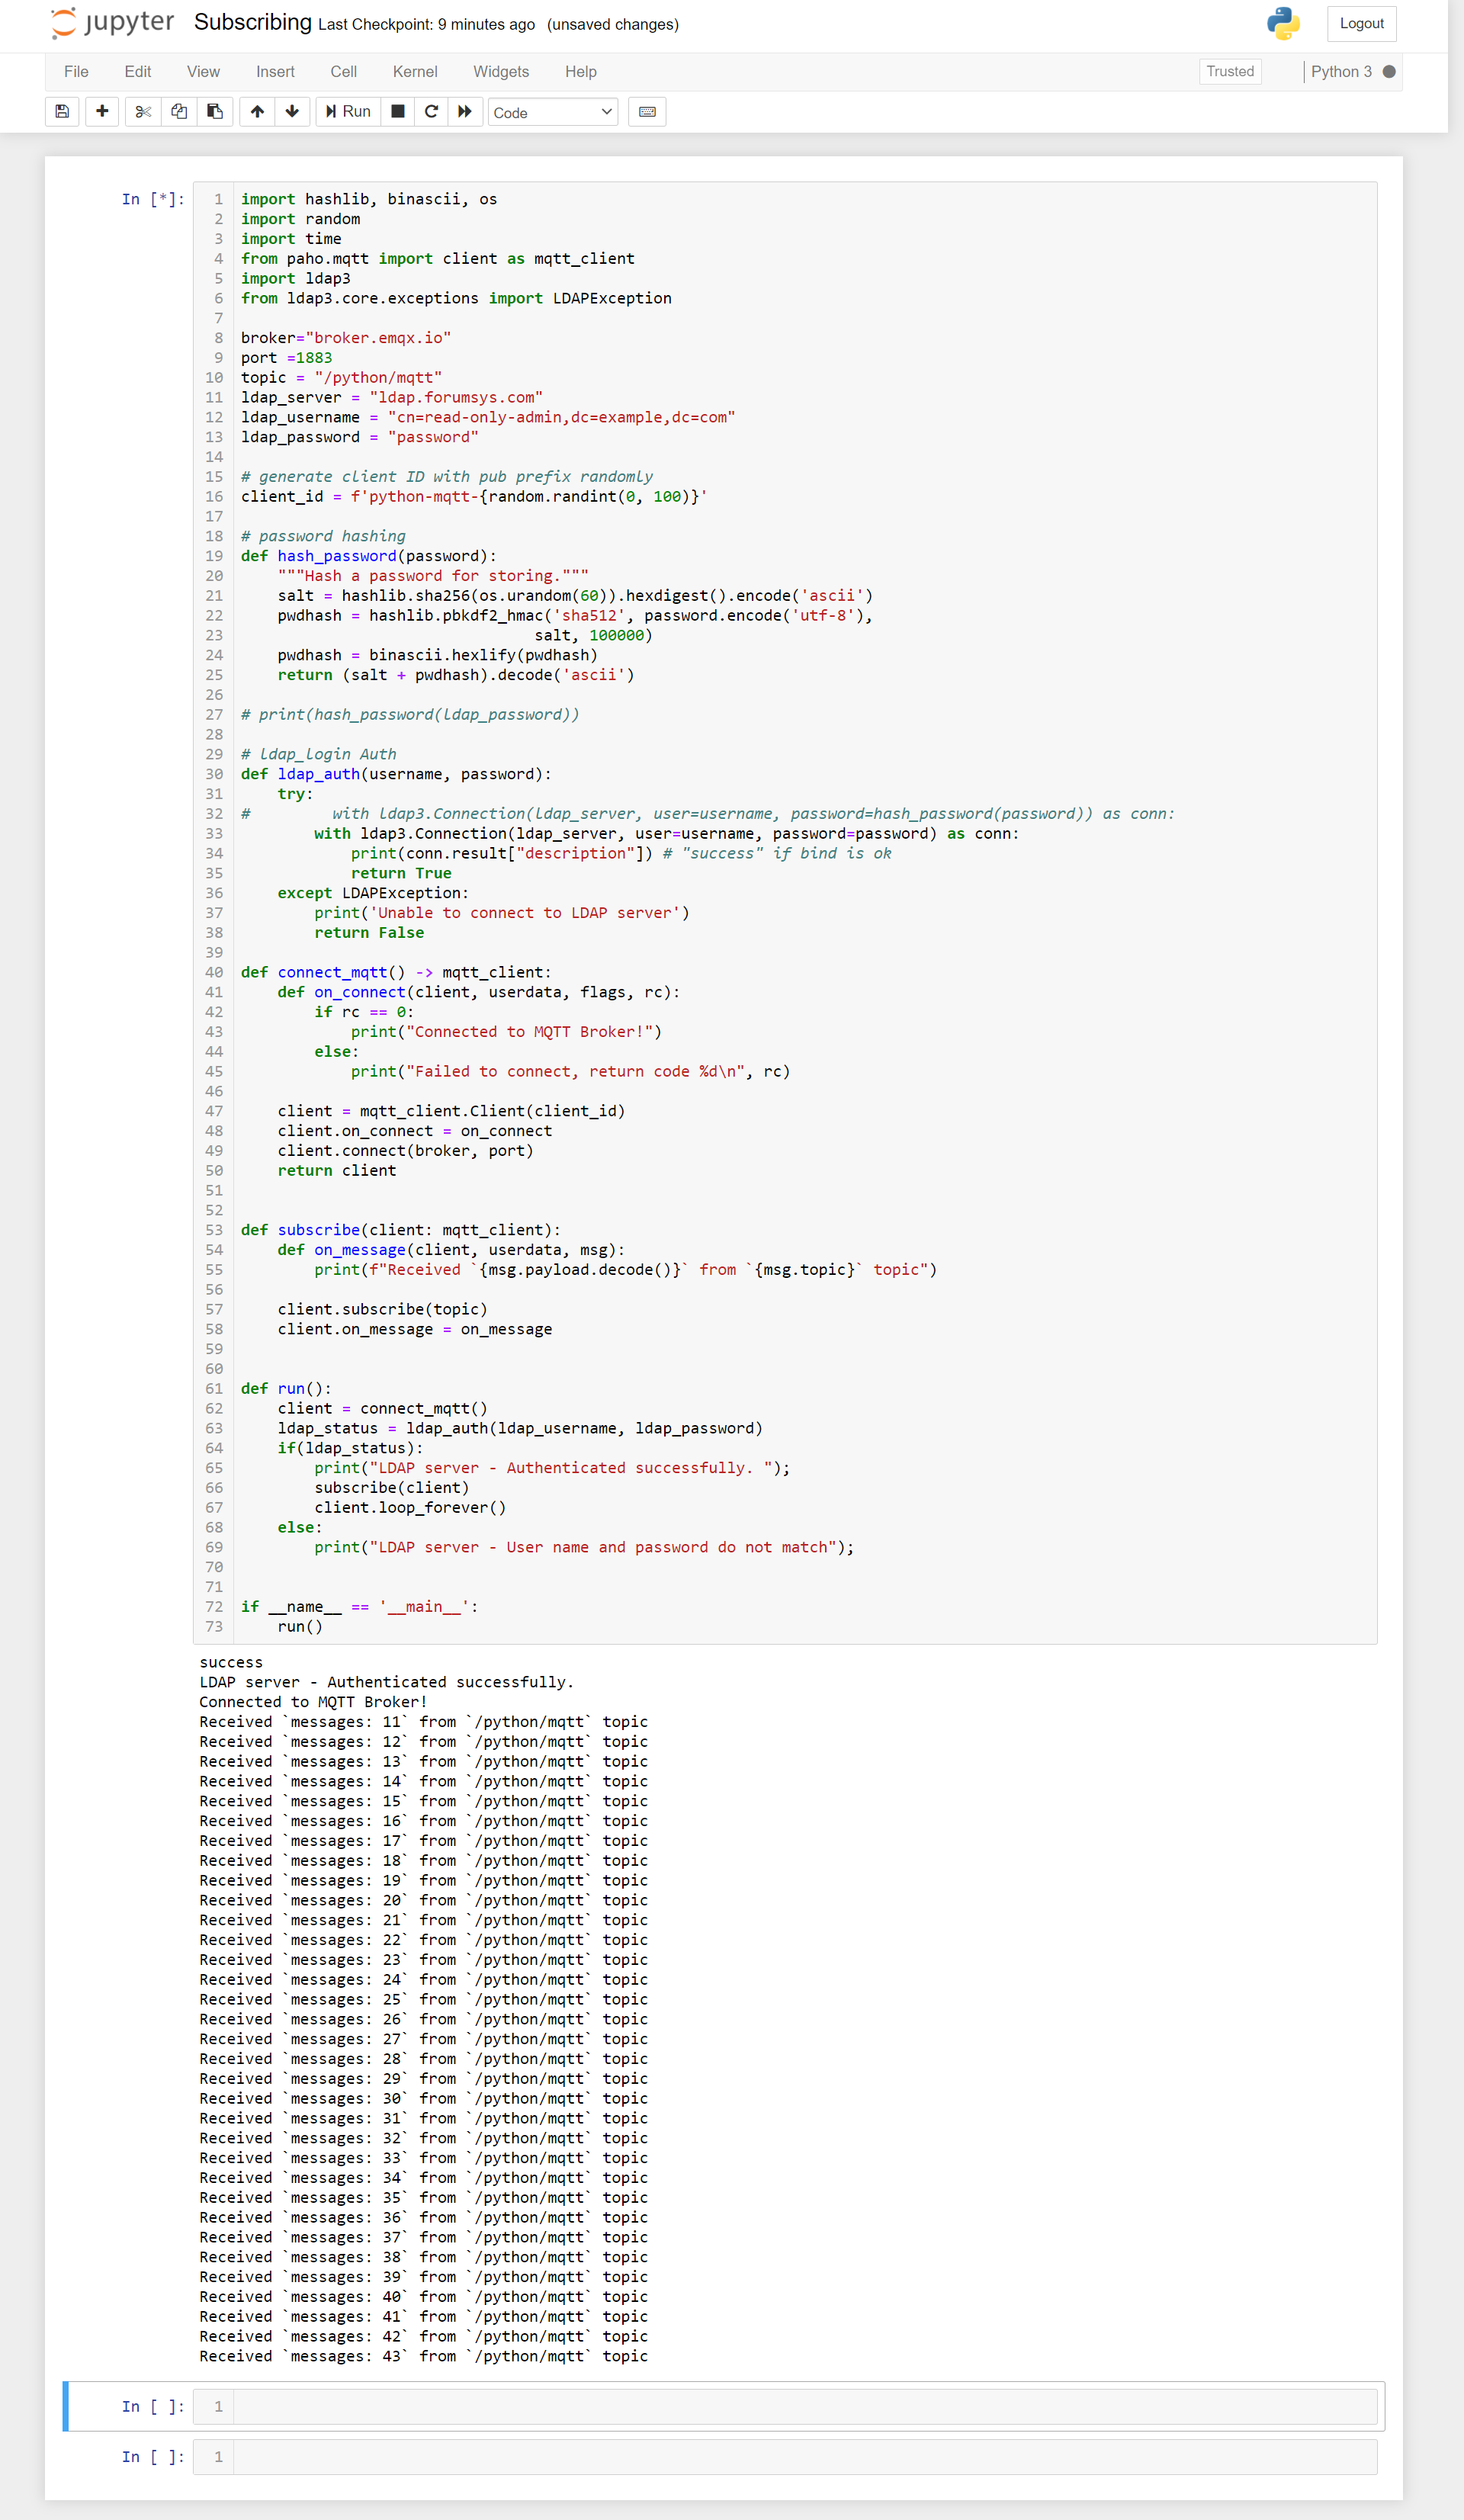 jupyter Subscribing Last Checkpoint: 9 minutes ago (unsaved changes) Logout
File Edit View Insert Cell Kernel Widgets Help Trusted Python 3
Run Code
In [*]:
1 import hashlib, binascii, os
2 import random
3 import time
4 from paho.mqtt import client as mqtt_client
5 import ldap3
6 from ldap3.core.exceptions import LDAPException
7
8 broker="broker.emqx.io"
9 port =1883
10 topic = "/python/mqtt"
11 ldap_server = "ldap.forumsys.com"
12 ldap_username = "cn=read-only-admin,dc=example,dc=com"
13 ldap_password = "password"
14
15 # generate client ID with pub prefix randomly
16 client_id = f'python-mqtt-{random.randint(0, 100)}'
17
18 # password hashing
19 def hash_password(password):
20     """Hash a password for storing."""
21     salt = hashlib.sha256(os.urandom(60)).hexdigest().encode('ascii')
22     pwdhash = hashlib.pbkdf2_hmac('sha512', password.encode('utf-8'),
23                                 salt, 100000)
24     pwdhash = binascii.hexlify(pwdhash)
25     return (salt + pwdhash).decode('ascii')
26
27 # print(hash_password(ldap_password))
28
29 # ldap_login Auth
30 def ldap_auth(username, password):
31     try:
32 #         with ldap3.Connection(ldap_server, user=username, password=hash_password(password)) as conn:
33         with ldap3.Connection(ldap_server, user=username, password=password) as conn:
34             print(conn.result["description"]) # "success" if bind is ok
35             return True
36     except LDAPException:
37         print('Unable to connect to LDAP server')
38         return False
39
40 def connect_mqtt() -> mqtt_client:
41     def on_connect(client, userdata, flags, rc):
42         if rc == 0:
43             print("Connected to MQTT Broker!")
44         else:
45             print("Failed to connect, return code %d\n", rc)
46
47     client = mqtt_client.Client(client_id)
48     client.on_connect = on_connect
49     client.connect(broker, port)
50     return client
51
52
53 def subscribe(client: mqtt_client):
54     def on_message(client, userdata, msg):
55         print(f"Received `{msg.payload.decode()}` from `{msg.topic}` topic")
56
57     client.subscribe(topic)
58     client.on_message = on_message
59
60
61 def run():
62     client = connect_mqtt()
63     ldap_status = ldap_auth(ldap_username, ldap_password)
64     if(ldap_status):
65         print("LDAP server - Authenticated successfully. ");
66         subscribe(client)
67         client.loop_forever()
68     else:
69         print("LDAP server - User name and password do not match");
70
71
72 if __name__ == '__main__':
73     run()
success
LDAP server - Authenticated successfully.
Connected to MQTT Broker!
Received `messages: 11` from `/python/mqtt` topic
Received `messages: 12` from `/python/mqtt` topic
Received `messages: 13` from `/python/mqtt` topic
Received `messages: 14` from `/python/mqtt` topic
Received `messages: 15` from `/python/mqtt` topic
Received `messages: 16` from `/python/mqtt` topic
Received `messages: 17` from `/python/mqtt` topic
Received `messages: 18` from `/python/mqtt` topic
Received `messages: 19` from `/python/mqtt` topic
Received `messages: 20` from `/python/mqtt` topic
Received `messages: 21` from `/python/mqtt` topic
Received `messages: 22` from `/python/mqtt` topic
Received `messages: 23` from `/python/mqtt` topic
Received `messages: 24` from `/python/mqtt` topic
Received `messages: 25` from `/python/mqtt` topic
Received `messages: 26` from `/python/mqtt` topic
Received `messages: 27` from `/python/mqtt` topic
Received `messages: 28` from `/python/mqtt` topic
Received `messages: 29` from `/python/mqtt` topic
Received `messages: 30` from `/python/mqtt` topic
Received `messages: 31` from `/python/mqtt` topic
Received `messages: 32` from `/python/mqtt` topic
Received `messages: 33` from `/python/mqtt` topic
Received `messages: 34` from `/python/mqtt` topic
Received `messages: 35` from `/python/mqtt` topic
Received `messages: 36` from `/python/mqtt` topic
Received `messages: 37` from `/python/mqtt` topic
Received `messages: 38` from `/python/mqtt` topic
Received `messages: 39` from `/python/mqtt` topic
Received `messages: 40` from `/python/mqtt` topic
Received `messages: 41` from `/python/mqtt` topic
Received `messages: 42` from `/python/mqtt` topic
Received `messages: 43` from `/python/mqtt` topic
In [ ]: 1
In [ ]: 1